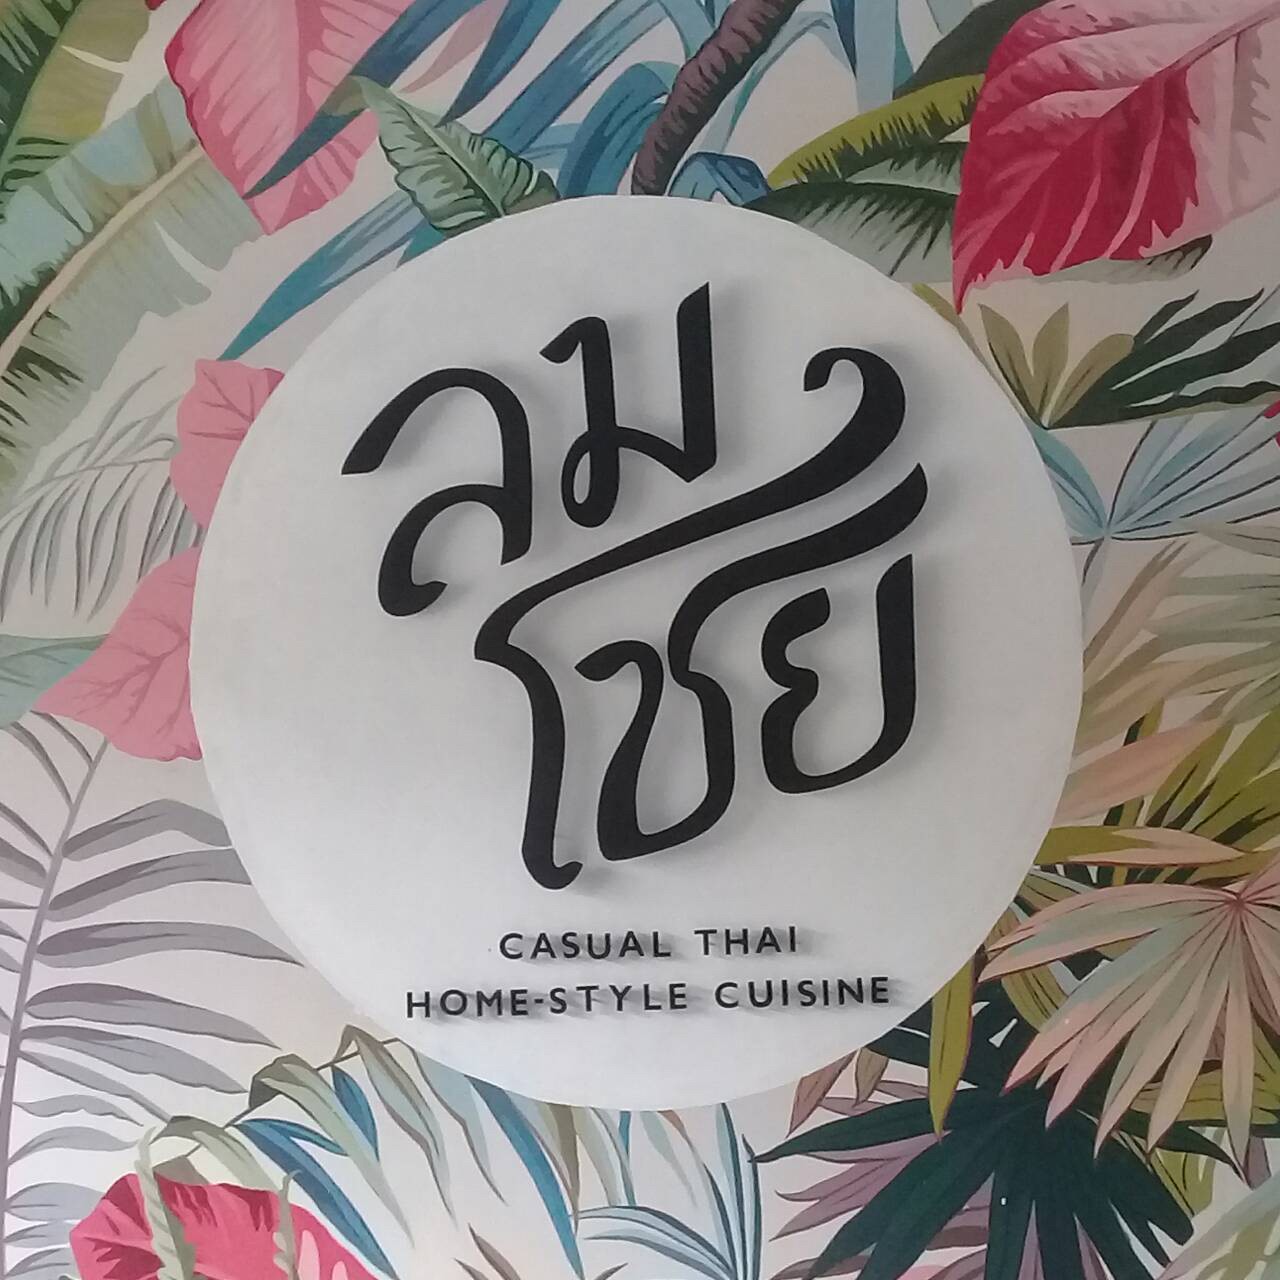 ลม
โชย
CASUAL THAI
HOME-STYLE CUISINE